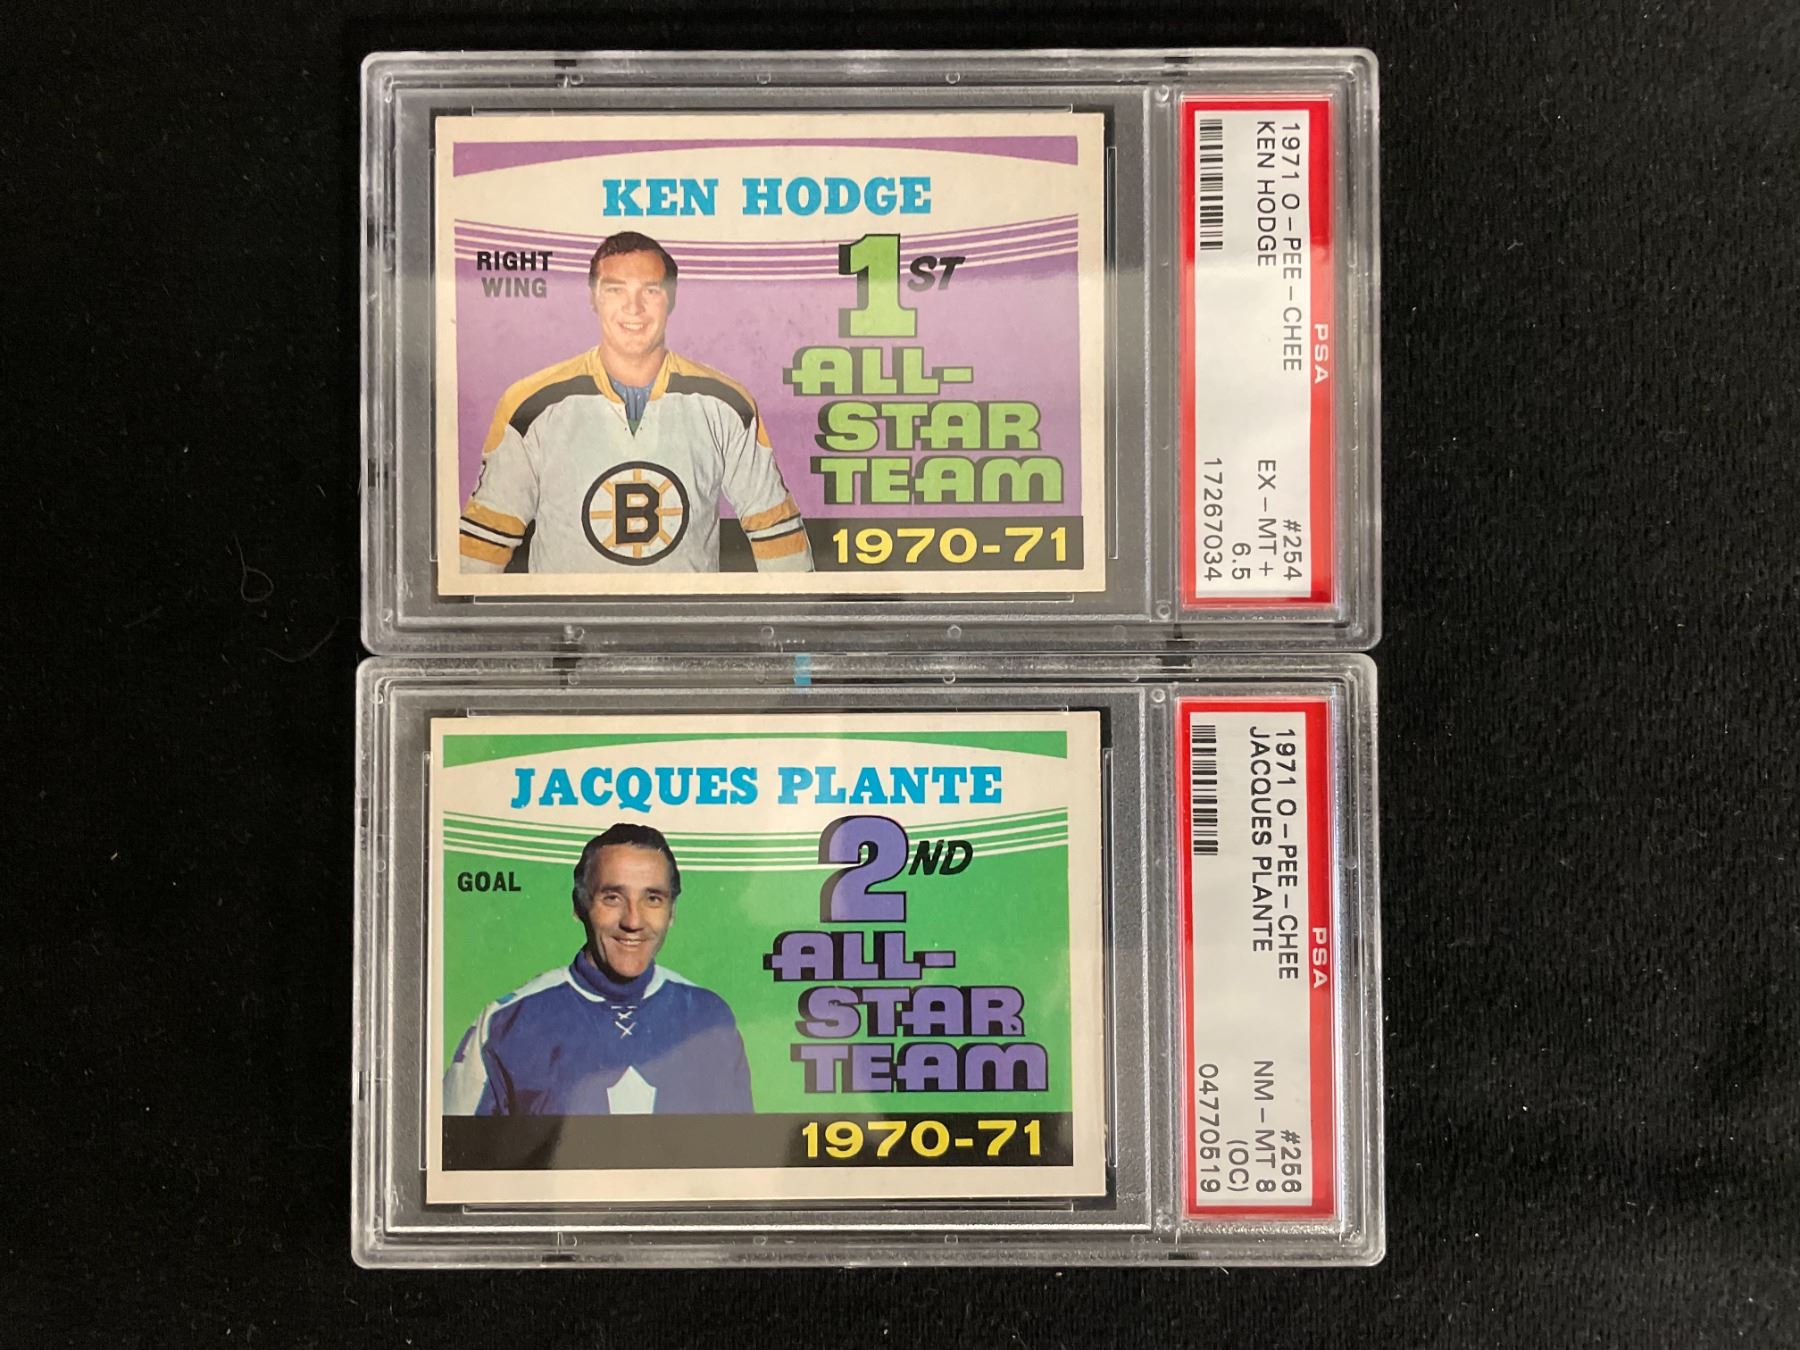 KEN HODGE
RIGHT
WING
1ST
ALL-
STAR
TEAM
1970-71
B
PSA
1971 O-PEE-CHEE #254
KEN HODGE EX-MT+
6.5
17267034
JACQUES PLANTE
GOAL
2ND
ALL-
STAR
TEAM
1970-71
PSA
1971 O-PEE-CHEE #256
JACQUES PLANTE NM-MT 8
(OC)
04770519